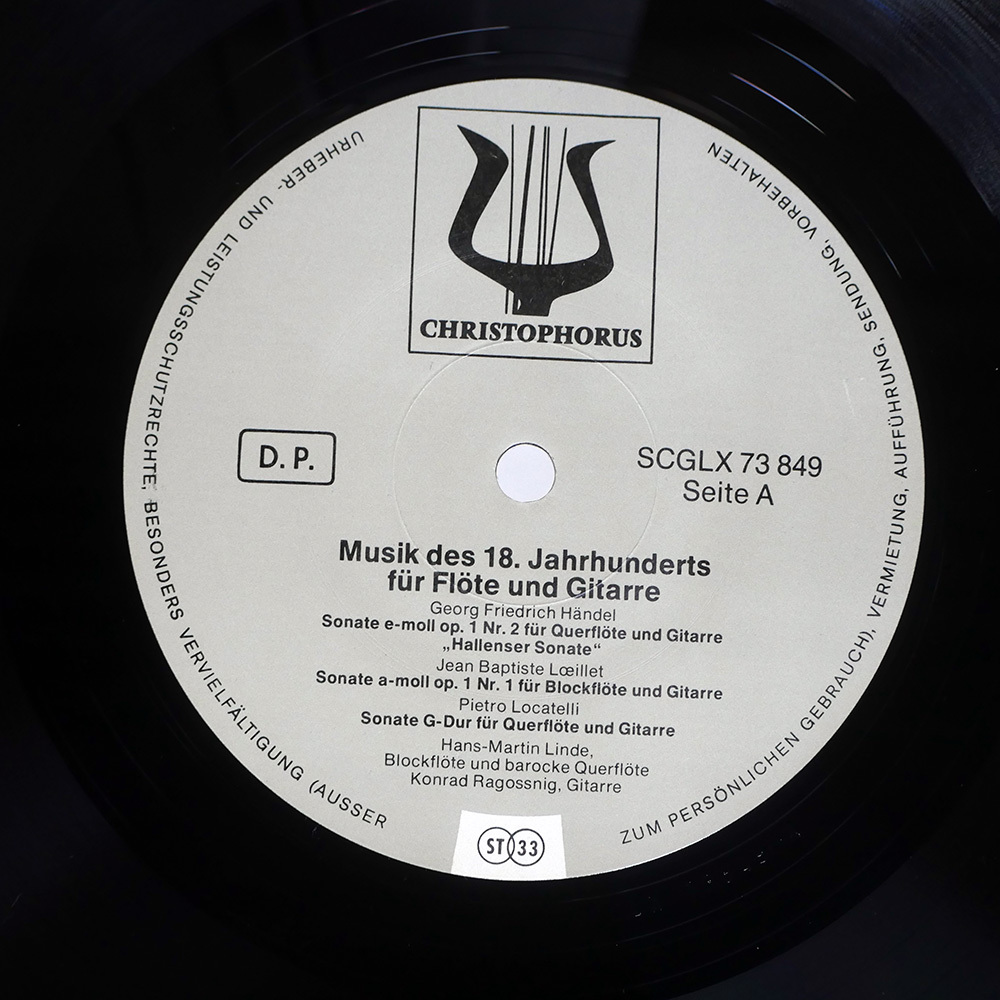 CHRISTOPHORUS
D. P.
SCGLX 73 849
Seite A
Musik des 18. Jahrhunderts
für Flöte und Gitarre
Georg Friedrich Händel
Sonate e-moll op. 1 Nr. 2 für Querflöte und Gitarre
„Hallenser Sonate“
Jean Baptiste Lœillet
Sonate a-moll op. 1 Nr. 1 für Blockflöte und Gitarre
Pietro Locatelli
Sonate G-Dur für Querflöte und Gitarre
Hans-Martin Linde,
Blockflöte und barocke Querflöte
Konrad Ragossnig, Gitarre
ST 33
URHEBER- UND LEISTUNGSSCHUTZRECHTE, BESONDERS VERVIELFÄLTIGUNG (AUSSER
ZUM PERSÖNLICHEN GEBRAUCH), VERMIETUNG, AUFFÜHRUNG, SENDUNG, VORBEHALTEN